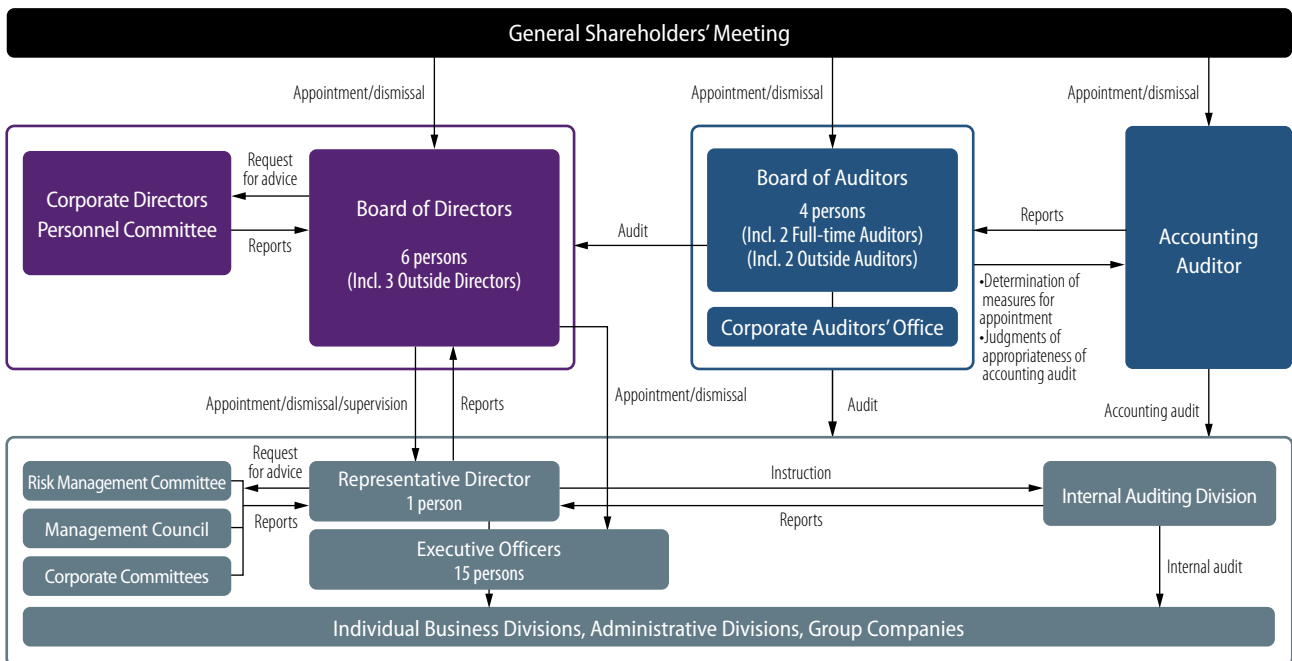 General Shareholders' Meeting
Appointment/dismissal
Appointment/dismissal
Appointment/dismissal
Corporate Directors
Personnel Committee
Request
for advice
Reports
Board of Directors
6 persons
(Incl. 3 Outside Directors)
Audit
Board of Auditors
4 persons
(Incl. 2 Full-time Auditors)
(Incl. 2 Outside Auditors)
Corporate Auditors' Office
Reports
•Determination of
measures for
appointment
•Judgments of
appropriateness of
accounting audit
Accounting
Auditor
Appointment/dismissal/supervision
Reports
Appointment/dismissal
Audit
Accounting audit
Risk Management Committee
Management Council
Corporate Committees
Request
for advice
Reports
Representative Director
1 person
Instruction
Reports
Internal Auditing Division
Executive Officers
15 persons
Internal audit
Individual Business Divisions, Administrative Divisions, Group Companies